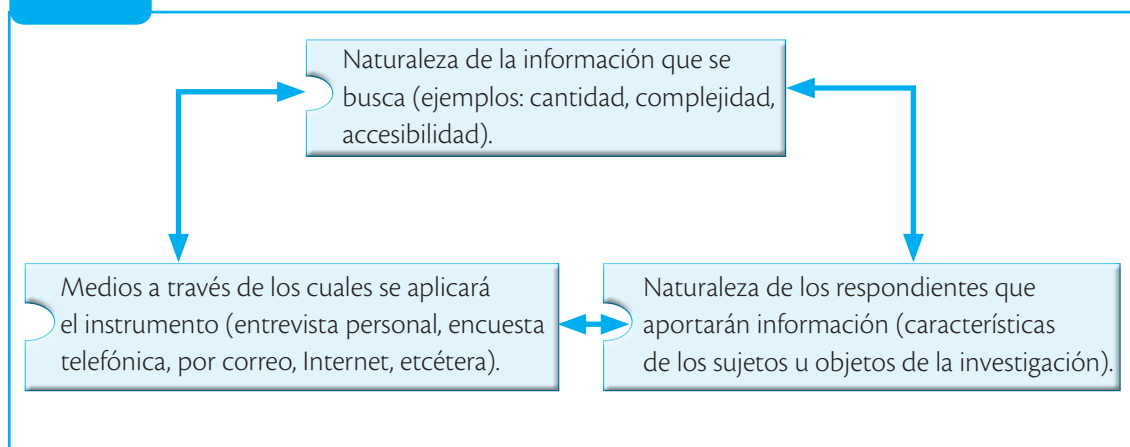 Naturaleza de la información que se
busca (ejemplos: cantidad, complejidad,
accesibilidad).
Medios a través de los cuales se aplicará
el instrumento (entrevista personal, encuesta
telefónica, por correo, Internet, etcétera).
Naturaleza de los respondientes que
aportarán información (características
de los sujetos u objetos de la investigación).